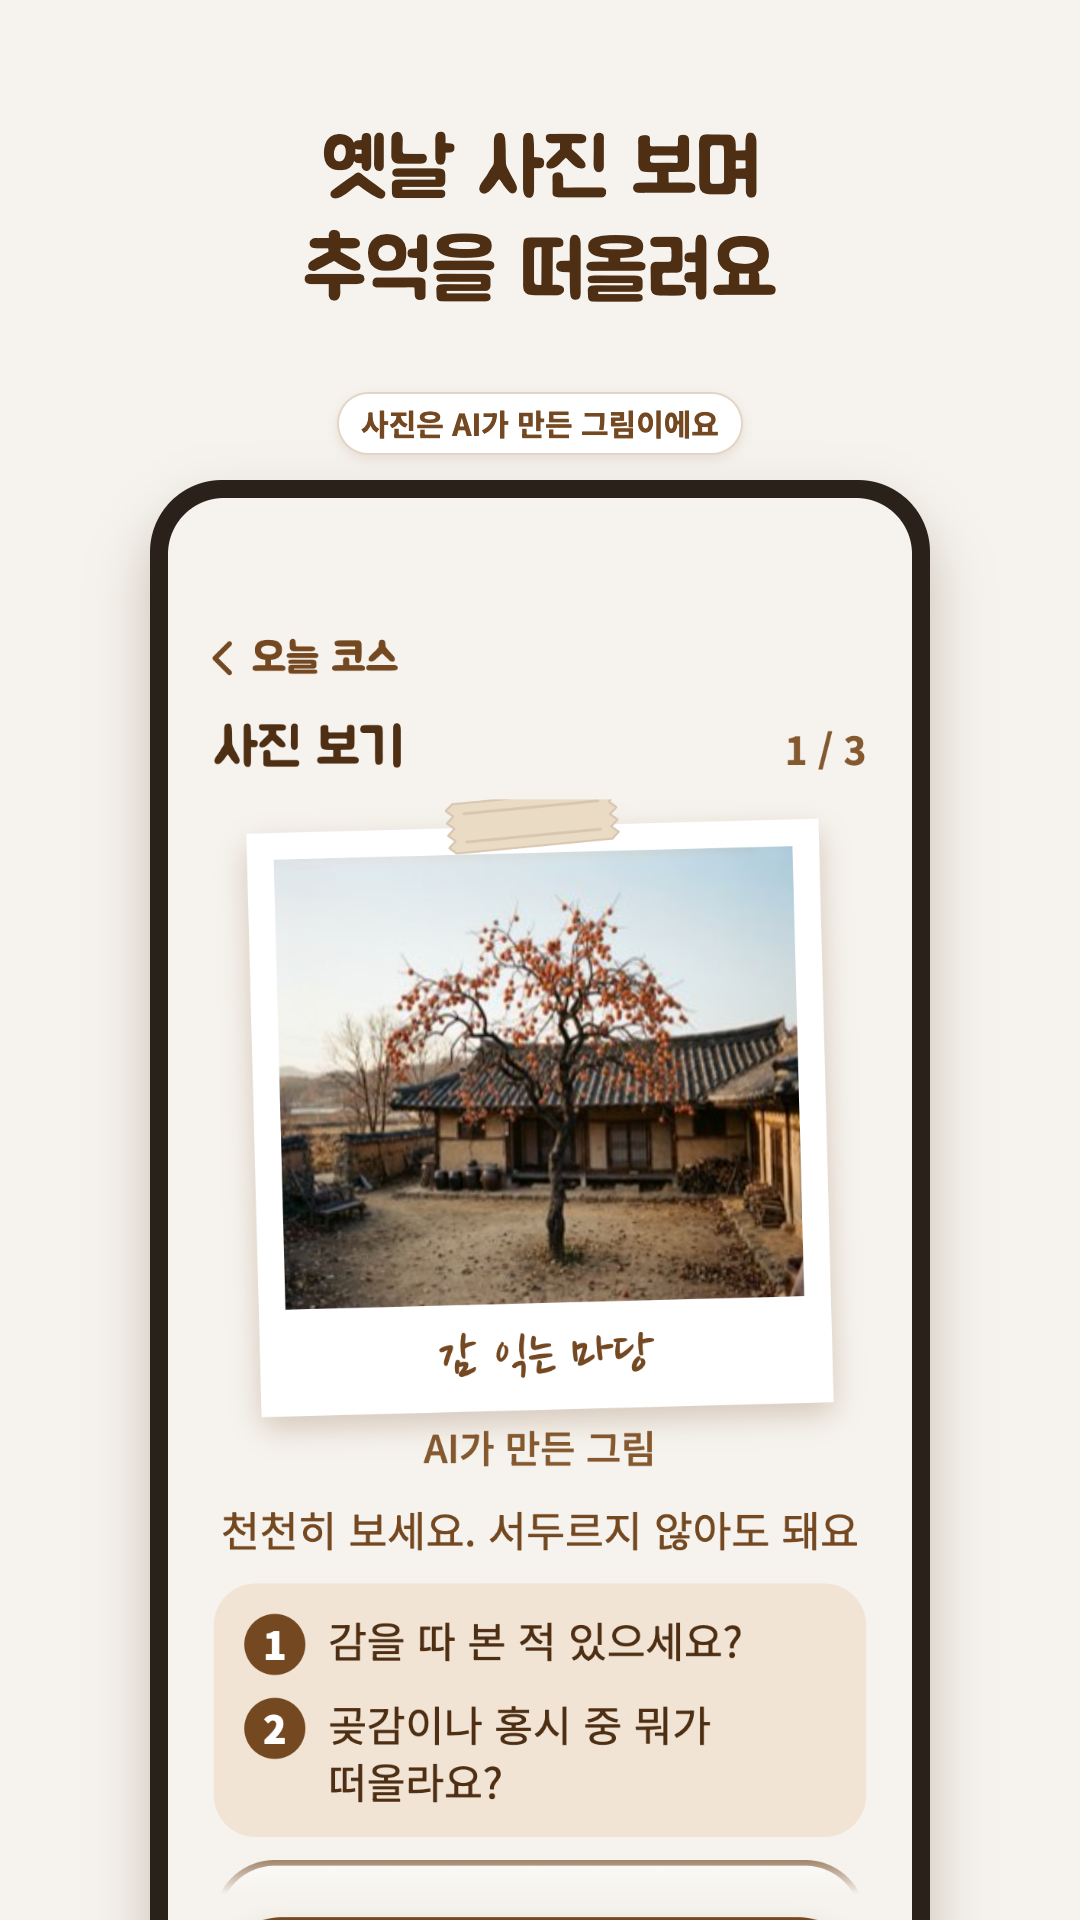 옛날 사진 보며
추억을 떠올려요
사진은 AI가 만든 그림이에요
오늘 코스
사진 보기
1 / 3
감 익는 마당
AI가 만든 그림
천천히 보세요. 서두르지 않아도 돼요
1 감을 따 본 적 있으세요?
2 곶감이나 홍시 중 뭐가
떠올라요?